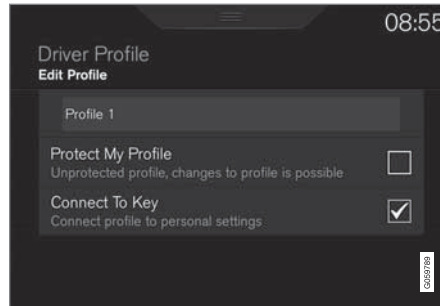 08:55
Driver Profile
Edit Profile
Profile 1
Protect My Profile
Unprotected profile, changes to profile is possible
Connect To Key
Connect profile to personal settings
G059789